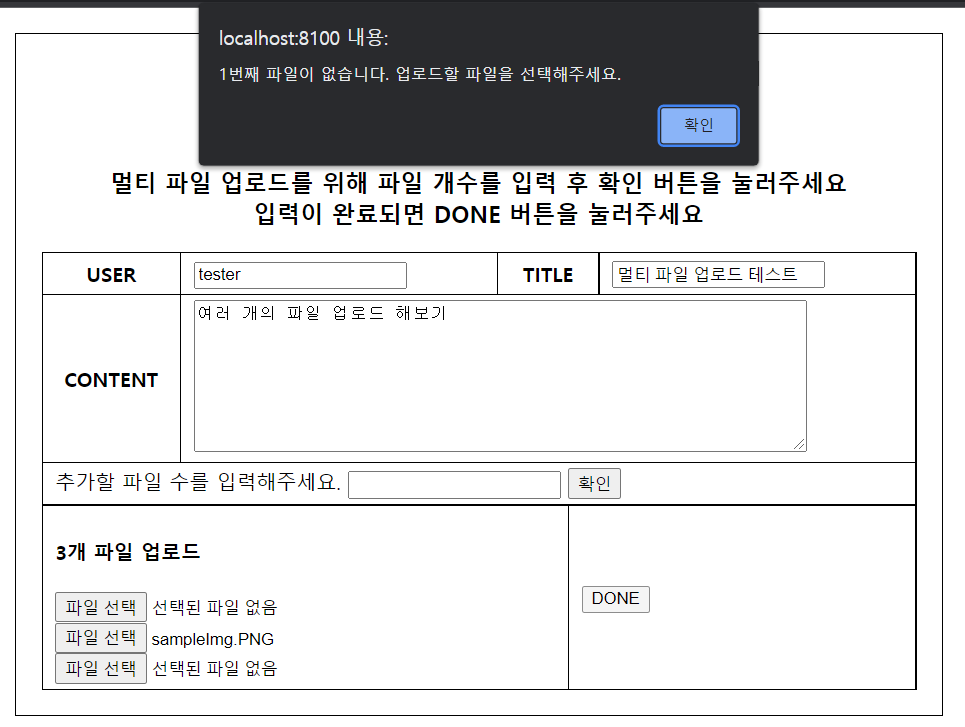 localhost:8100 내용:
1번째 파일이 없습니다. 업로드할 파일을 선택해주세요.
확인
멀티 파일 업로드를 위해 파일 개수를 입력 후 확인 버튼을 눌러주세요
입력이 완료되면 DONE 버튼을 눌러주세요
USER tester TITLE 멀티 파일 업로드 테스트
CONTENT 여러 개의 파일 업로드 해보기
추가할 파일 수를 입력해주세요. 확인
3개 파일 업로드
파일 선택 선택된 파일 없음
파일 선택 sampleImg.PNG
파일 선택 선택된 파일 없음
DONE